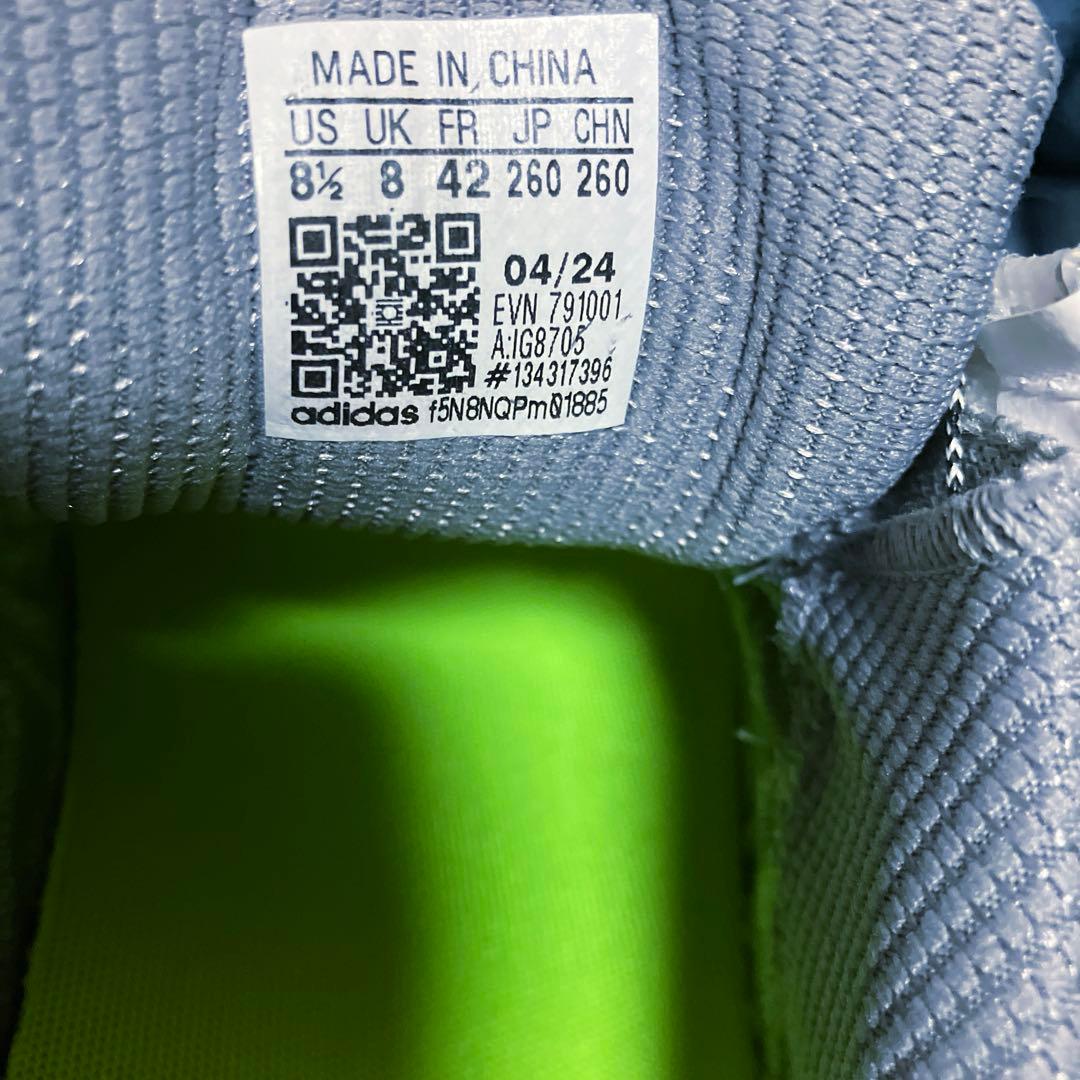 MADE IN CHINA
US UK FR JP CHN
8½ 8 42 260 260
04/24
EVN 791001
A:IG8705
#134317396
adidas f5N8NQPm01885